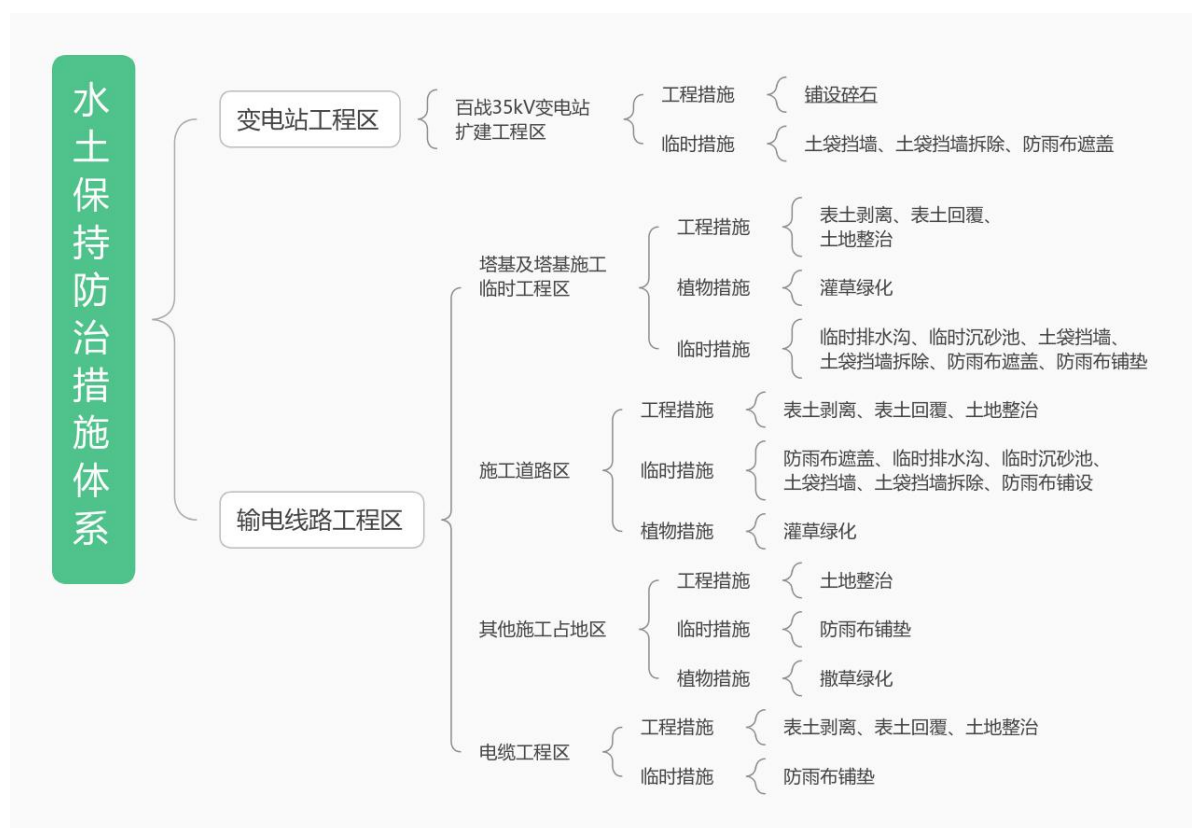 水土保持防治措施体系
变电站工程区
百战35kV变电站
扩建工程区
工程措施
铺设碎石
临时措施
土袋挡墙、土袋挡墙拆除、防雨布遮盖
输电线路工程区
塔基及塔基施工
临时工程区
工程措施
表土剥离、表土回覆、
土地整治
植物措施
灌草绿化
临时措施
临时排水沟、临时沉砂池、土袋挡墙、
土袋挡墙拆除、防雨布遮盖、防雨布铺垫
施工道路区
工程措施
表土剥离、表土回覆、土地整治
临时措施
防雨布遮盖、临时排水沟、临时沉砂池、
土袋挡墙、土袋挡墙拆除、防雨布铺设
植物措施
灌草绿化
其他施工占地区
工程措施
土地整治
临时措施
防雨布铺垫
植物措施
撒草绿化
电缆工程区
工程措施
表土剥离、表土回覆、土地整治
临时措施
防雨布铺垫